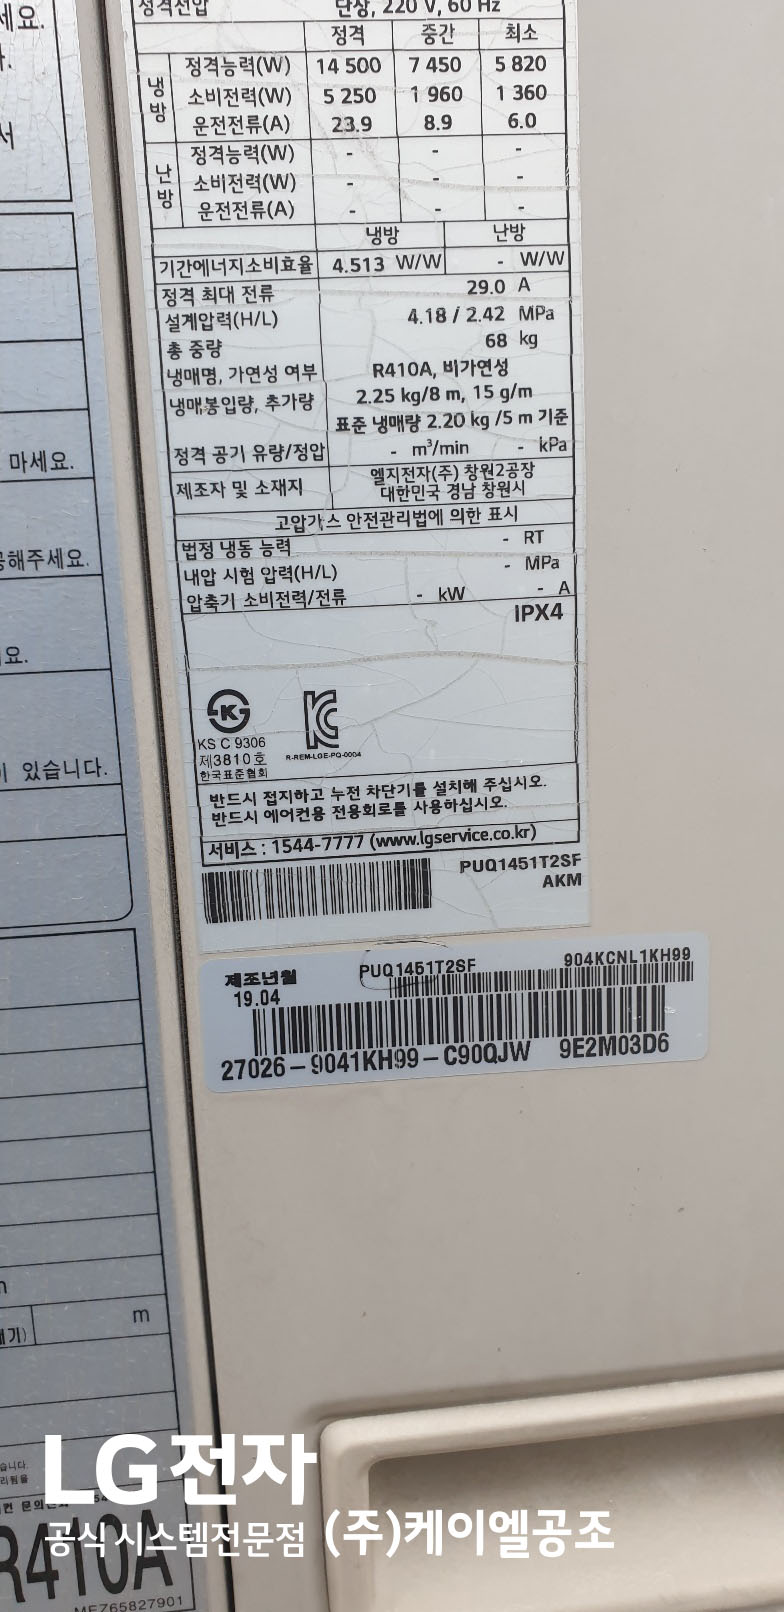 세요.
서
마세요.
해주세요.
요.
있습니다.
m
정격전압 단상, 220 V, 60 Hz
정격 중간 최소
냉방
정격능력(W) 14 500 7 450 5 820
소비전력(W) 5 250 1 960 1 360
운전전류(A) 23.9 8.9 6.0
난방
정격능력(W) - - -
소비전력(W) - - -
운전전류(A) - - -
냉방 난방
기간에너지소비효율 4.513 W/W - W/W
정격 최대 전류 29.0 A
설계압력(H/L) 4.18 / 2.42 MPa
총 중량 68 kg
냉매명, 가연성 여부 R410A, 비가연성
냉매봉입량, 추가량 2.25 kg/8 m, 15 g/m
표준 냉매량 2.20 kg /5 m 기준
정격 공기 유량/정압 - m³/min - kPa
제조자 및 소재지 엘지전자(주) 창원2공장
대한민국 경남 창원시
고압가스 안전관리법에 의한 표시
법정 냉동 능력 - RT
내압 시험 압력(H/L) - MPa
압축기 소비전력/전류 - kW - A
IPX4
KS C 9306
제3810호
한국표준협회
R-REM-LGE-PQ-0004
반드시 접지하고 누전 차단기를 설치해 주십시오.
반드시 에어컨용 전용회로를 사용하십시오.
서비스 : 1544-7777 (www.lgservice.co.kr)
PUQ1451T2SF
AKM
제조년월 PUQ1451T2SF 904KCNL1KH99
19.04
27026-9041KH99-C90QJW 9E2M03D6
LG전자
공식 시스템전문점 (주)케이엘공조
R410A
MEZ65827901